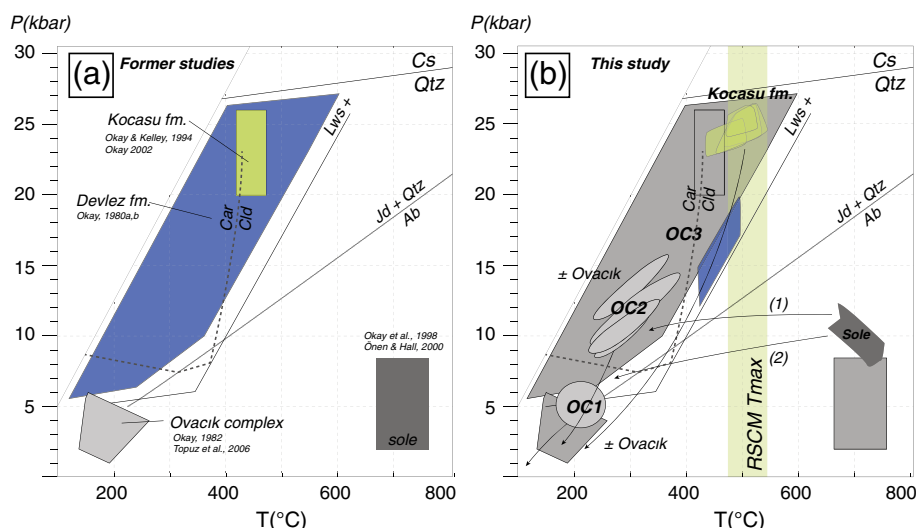 P(kbar)
30
25
20
15
10
5
(a)
Former studies
Cs
Qtz
Kocasu fm.
Okay & Kelley, 1994
Okay 2002
Lws +
Devlez fm.
Okay, 1980a,b
Car
Cld
Jd + Qtz
Ab
Okay et al., 1998
Önen & Hall, 2000
sole
Ovacık complex
Okay, 1982
Topuz et al., 2006
200
400
600
800
T(°C)
P(kbar)
30
25
20
15
10
5
(b)
This study
Cs
Qtz
Kocasu fm.
Lws +
Car
Cld
Jd + Qtz
Ab
OC3
± Ovacık
OC2
(1)
Sole
(2)
OC1
± Ovacık
RSCM Tmax
200
400
600
800
T(°C)